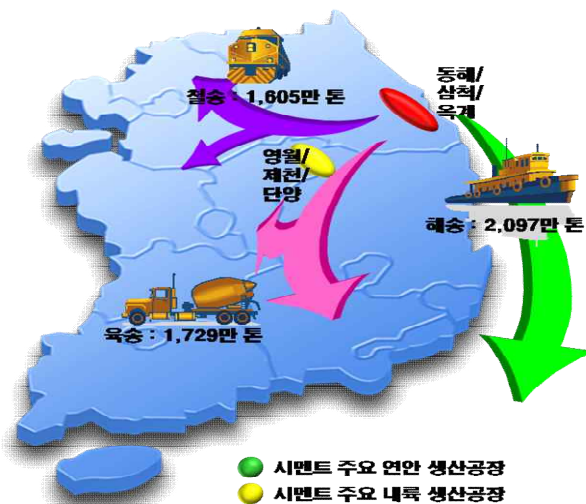 동해/
삼척/
옥계
철송 : 1,605만 톤
영월/
제천/
단양
해송 : 2,097만 톤
육송 : 1,729만 톤
시멘트 주요 연안 생산공장
시멘트 주요 내륙 생산공장